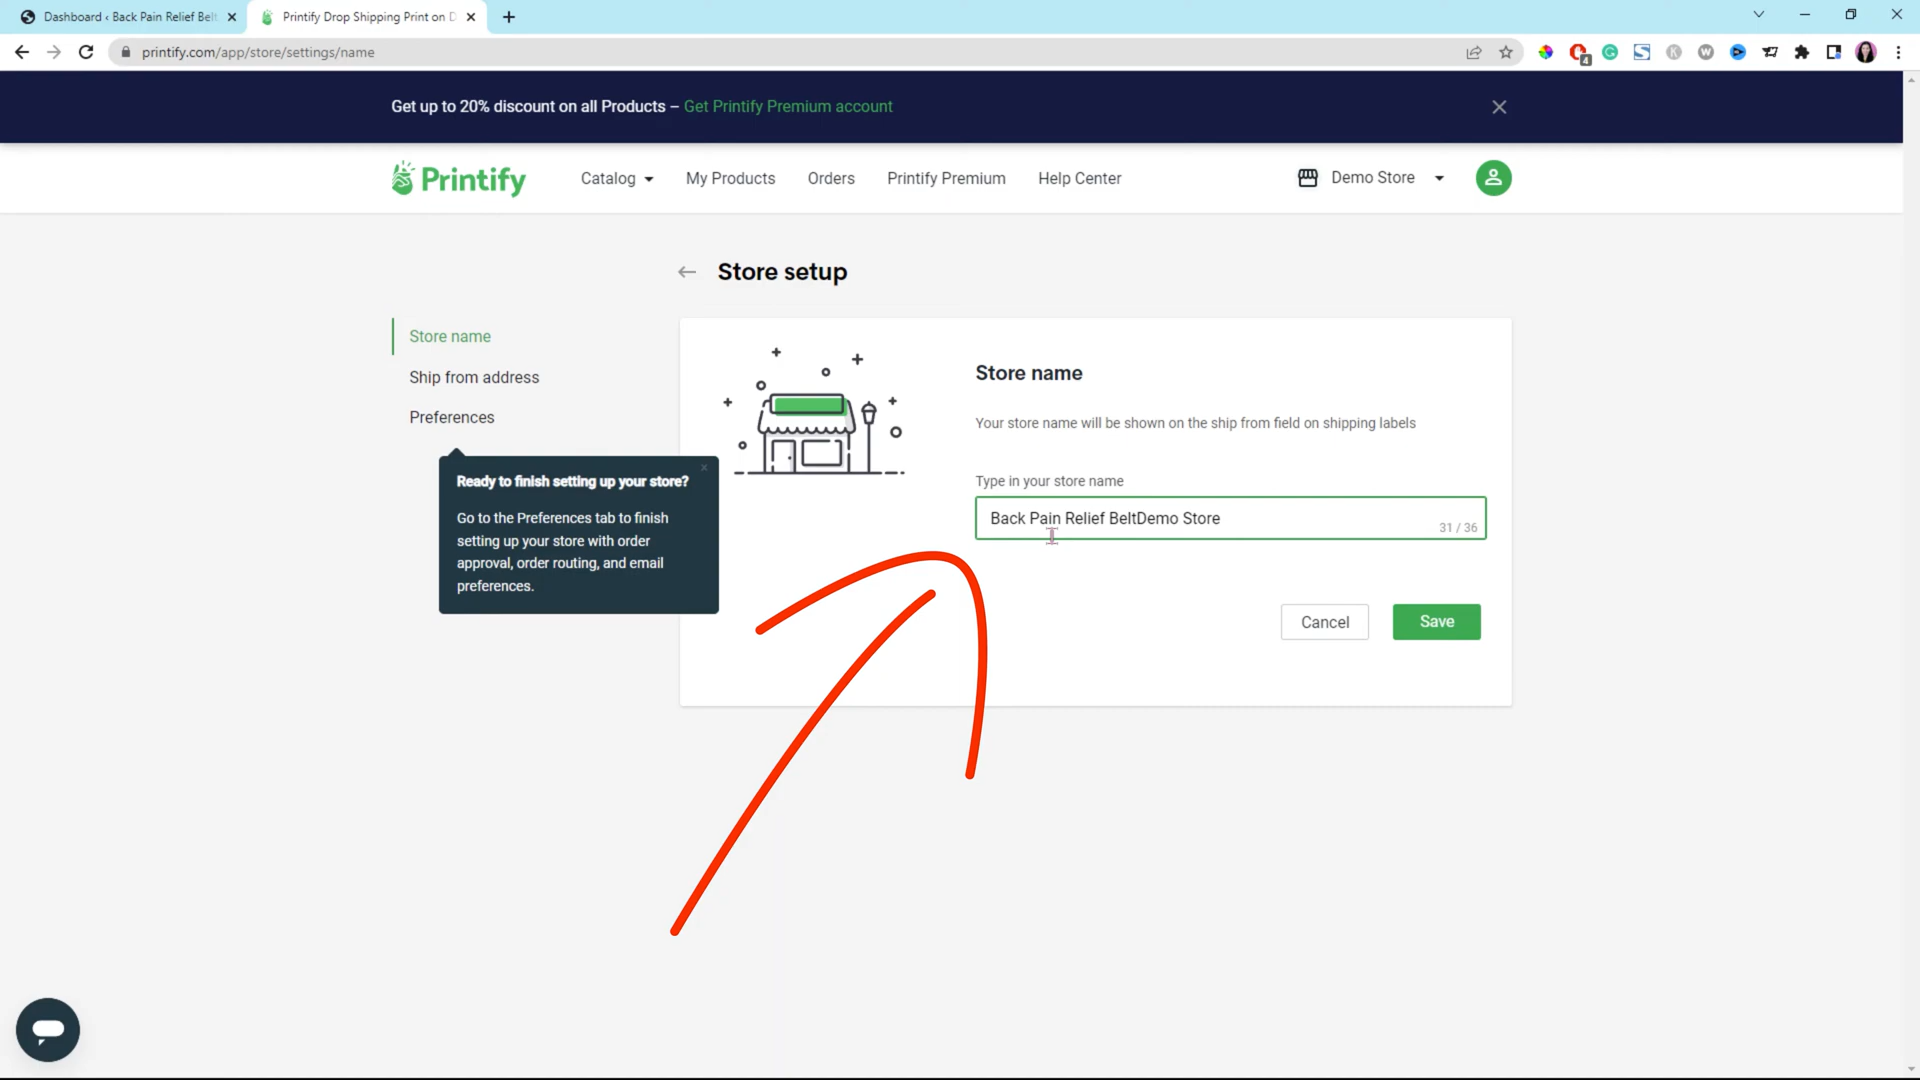 Dashboard ‹ Back Pain Relief Belt
Printify Drop Shipping Print on D
printify.com/app/store/settings/name
4
Get up to 20% discount on all Products – Get Printify Premium account
Printify
Catalog
My Products
Orders
Printify Premium
Help Center
Demo Store
Store setup
Store name
Ship from address
Preferences
Ready to finish setting up your store?
Go to the Preferences tab to finish
setting up your store with order
approval, order routing, and email
preferences.
Store name
Your store name will be shown on the ship from field on shipping labels
Type in your store name
Back Pain Relief BeltDemo Store
31 / 36
Cancel
Save